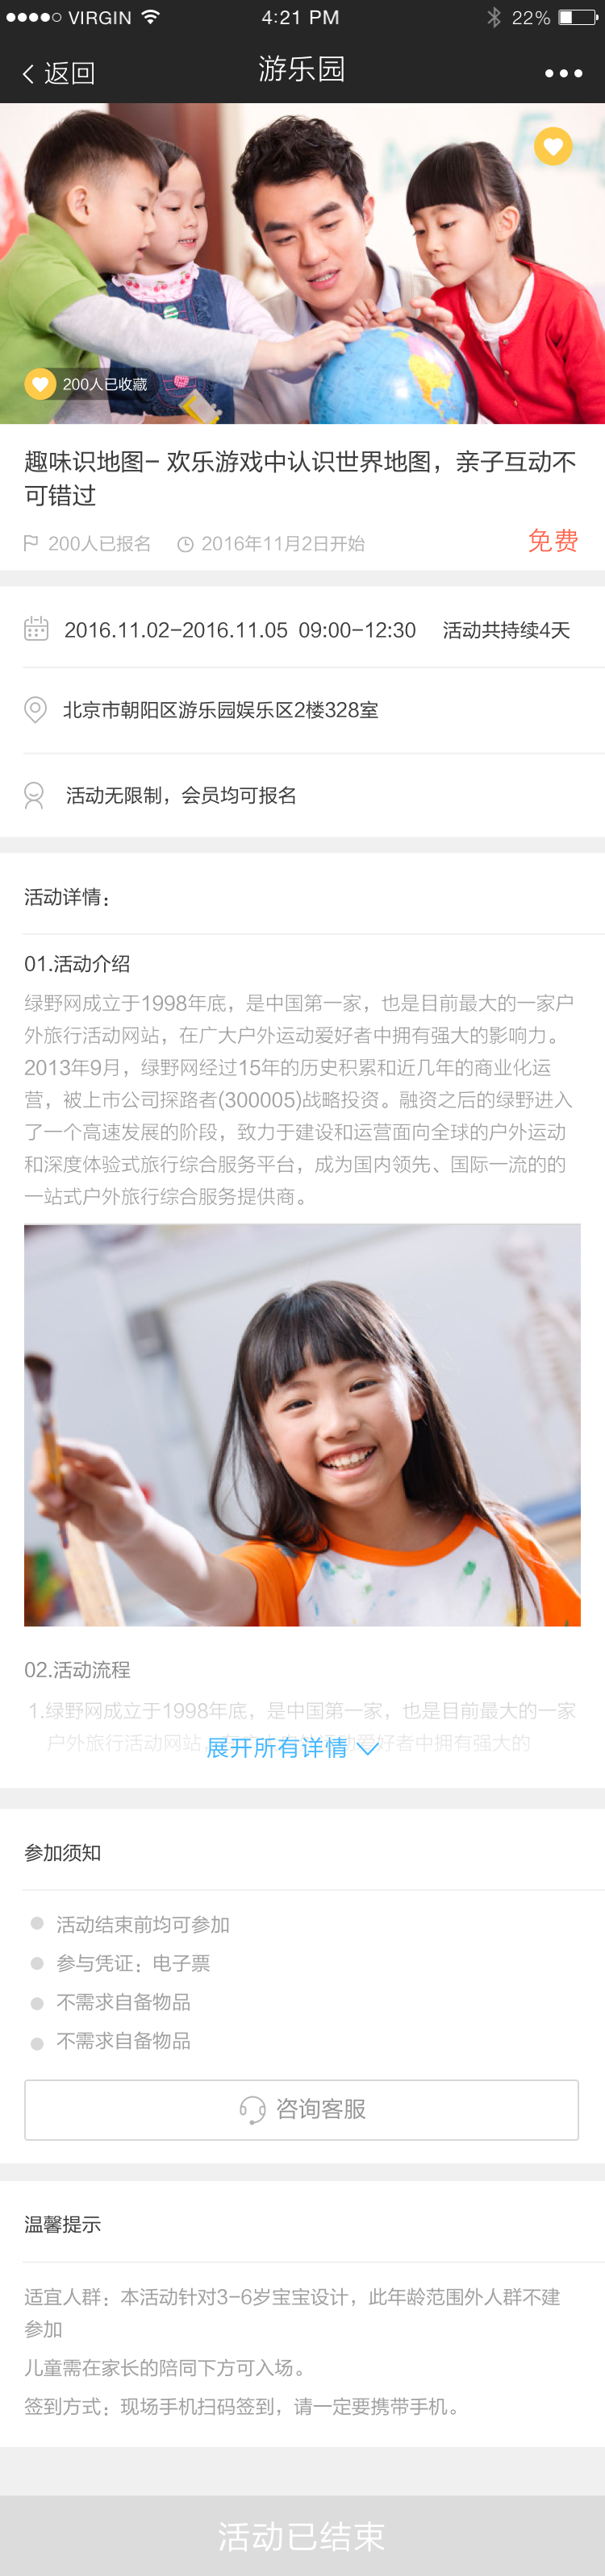 VIRGIN 4:21 PM 22%
返回 游乐园
200人已收藏
趣味识地图- 欢乐游戏中认识世界地图，亲子互动不
可错过
200人已报名 2016年11月2日开始 免费
2016.11.02-2016.11.05 09:00-12:30 活动共持续4天
北京市朝阳区游乐园娱乐区2楼328室
活动无限制，会员均可报名
活动详情：
01.活动介绍
绿野网成立于1998年底，是中国第一家，也是目前最大的一家户
外旅行活动网站，在广大户外运动爱好者中拥有强大的影响力。
2013年9月，绿野网经过15年的历史积累和近几年的商业化运
营，被上市公司探路者(300005)战略投资。融资之后的绿野进入
了一个高速发展的阶段，致力于建设和运营面向全球的户外运动
和深度体验式旅行综合服务平台，成为国内领先、国际一流的的
一站式户外旅行综合服务提供商。
02.活动流程
1.绿野网成立于1998年底，是中国第一家，也是目前最大的一家
户外旅行活动网站，爱好者中拥有强大的
展开所有详情
参加须知
活动结束前均可参加
参与凭证：电子票
不需求自备物品
不需求自备物品
咨询客服
温馨提示
适宜人群：本活动针对3-6岁宝宝设计，此年龄范围外人群不建
参加
儿童需在家长的陪同下方可入场。
签到方式：现场手机扫码签到，请一定要携带手机。
活动已结束